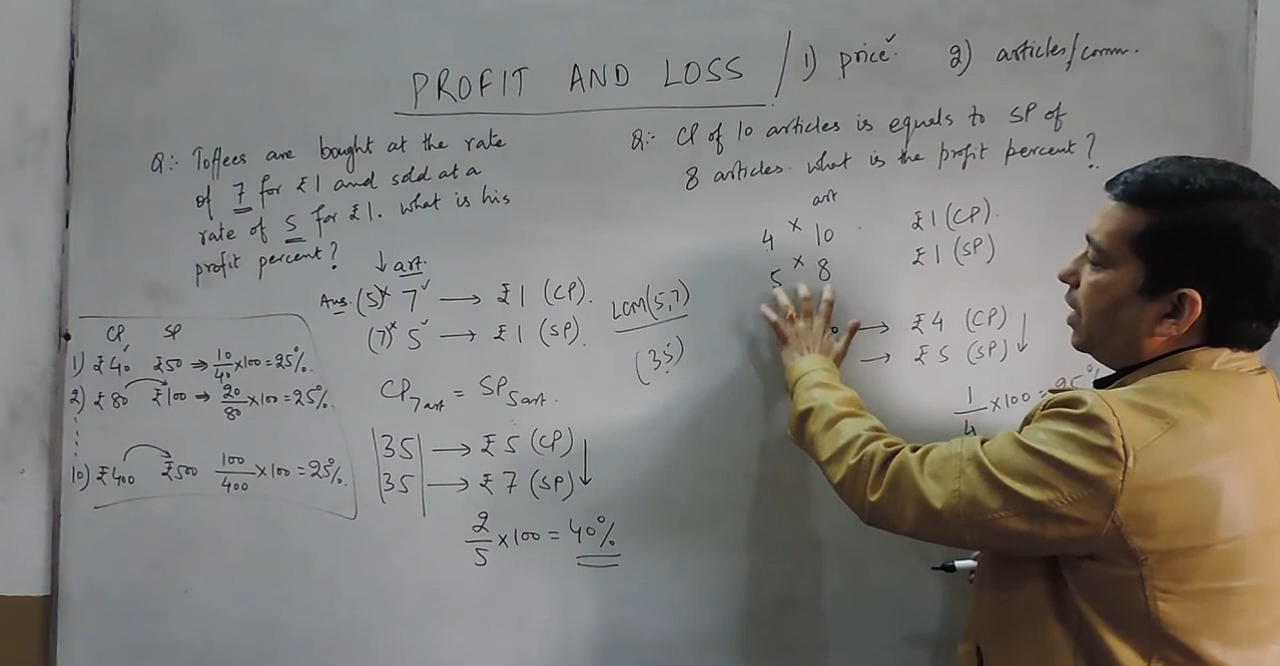 PROFIT AND LOSS / 1) price ✓ 2) articles/comm.
Q:- Toffees are bought at the rate
of 7 for ₹1 and sold at a
rate of 5 for ₹1. what is his
profit percent?
↓ art.
Ans. (5)× 7 ✓ → ₹1 (CP).
(7)× 5 ✓ → ₹1 (SP).
LCM(5,7)
(35)
CP7art = SP5art.
35 → ₹5 (CP)
35 → ₹7 (SP) ↓
2/5 × 100 = 40%
CP, SP
1) ₹40 ₹50 ⇒ 10/40 × 100 = 25%.
2) ₹80 ₹100 → 20/80 × 100 = 25%.
10) ₹400 ₹500 100/400 × 100 = 25%.
Q:- CP of 10 articles is equals to SP of
8 articles. what is the profit percent?
art
4 × 10 ₹1 (CP).
5 × 8 ₹1 (SP)
→ ₹4 (CP)
→ ₹5 (SP) ↓
1/4 × 100 = 25%